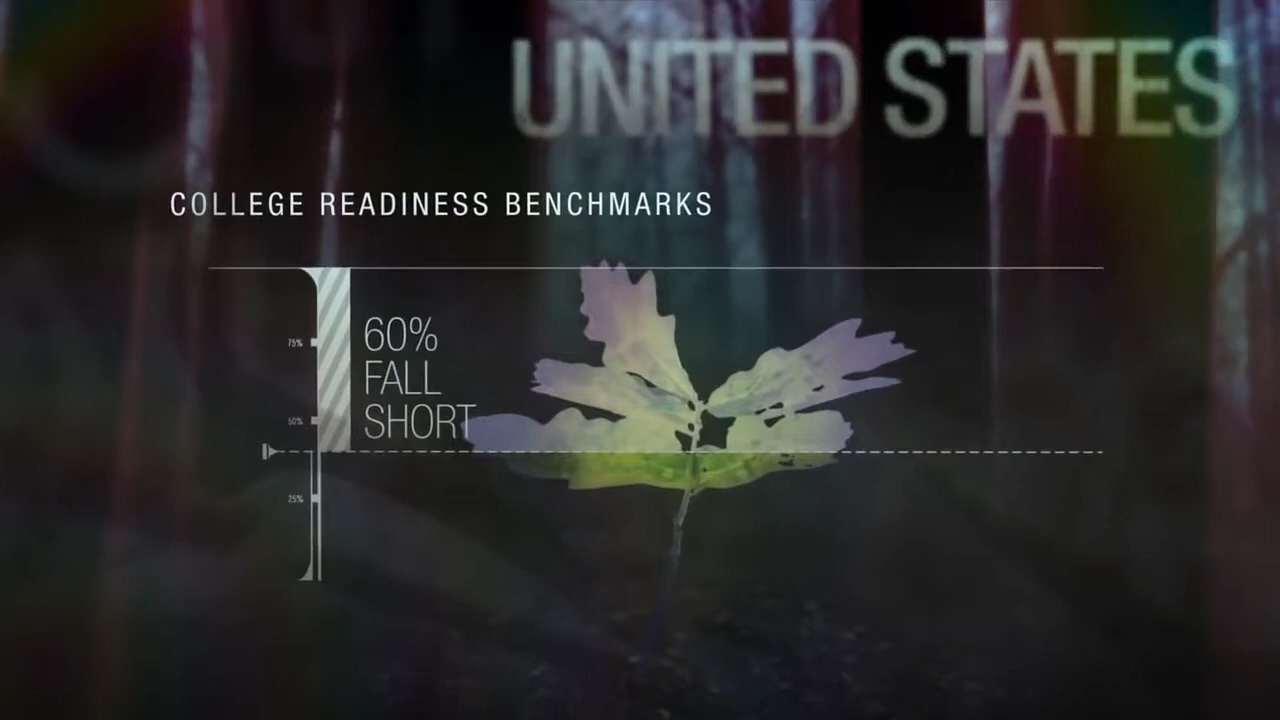 UNITED STATES
COLLEGE READINESS BENCHMARKS
75%
60%
FALL
50%
SHORT
25%